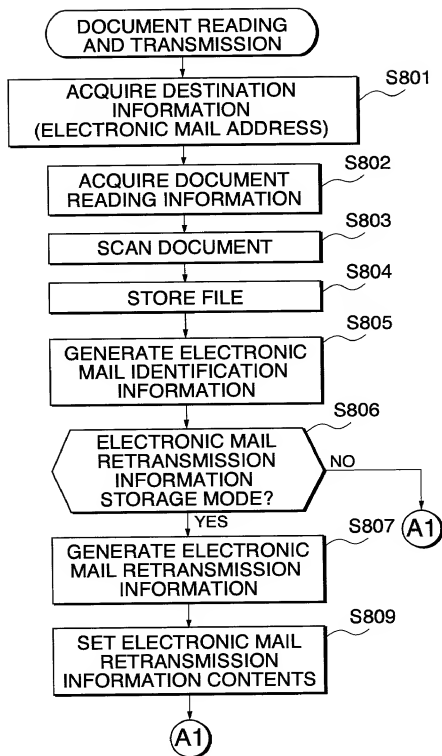 DOCUMENT READING
AND TRANSMISSION
S801
ACQUIRE DESTINATION
INFORMATION
(ELECTRONIC MAIL ADDRESS)
S802
ACQUIRE DOCUMENT
READING INFORMATION
S803
SCAN DOCUMENT
S804
STORE FILE
S805
GENERATE ELECTRONIC
MAIL IDENTIFICATION
INFORMATION
S806
ELECTRONIC MAIL
RETRANSMISSION
INFORMATION
STORAGE MODE?
NO
A1
YES
S807
GENERATE ELECTRONIC
MAIL RETRANSMISSION
INFORMATION
S809
SET ELECTRONIC MAIL
RETRANSMISSION
INFORMATION CONTENTS
A1